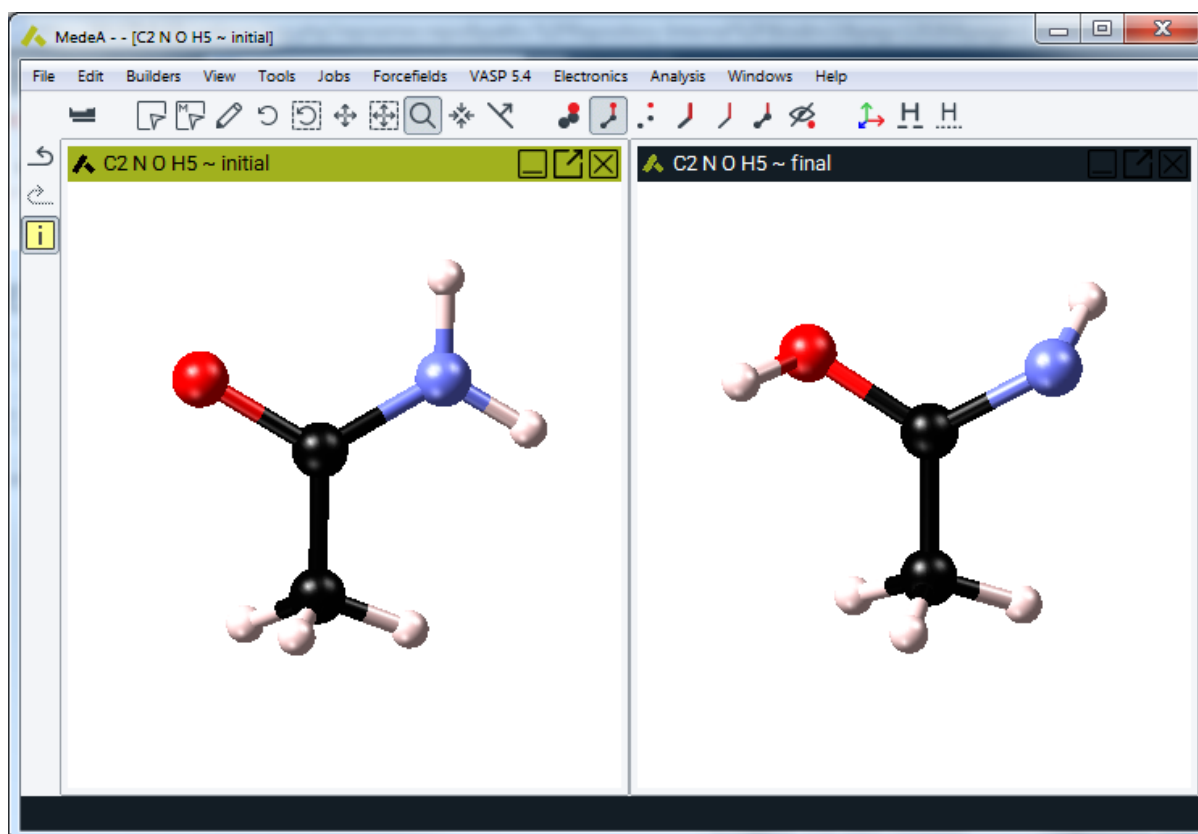 MedeA - - [C2 N O H5 ~ initial]
File Edit Builders View Tools Jobs Forcefields VASP 5.4 Electronics Analysis Windows Help
M
H H
i
C2 N O H5 ~ initial
C2 N O H5 ~ final